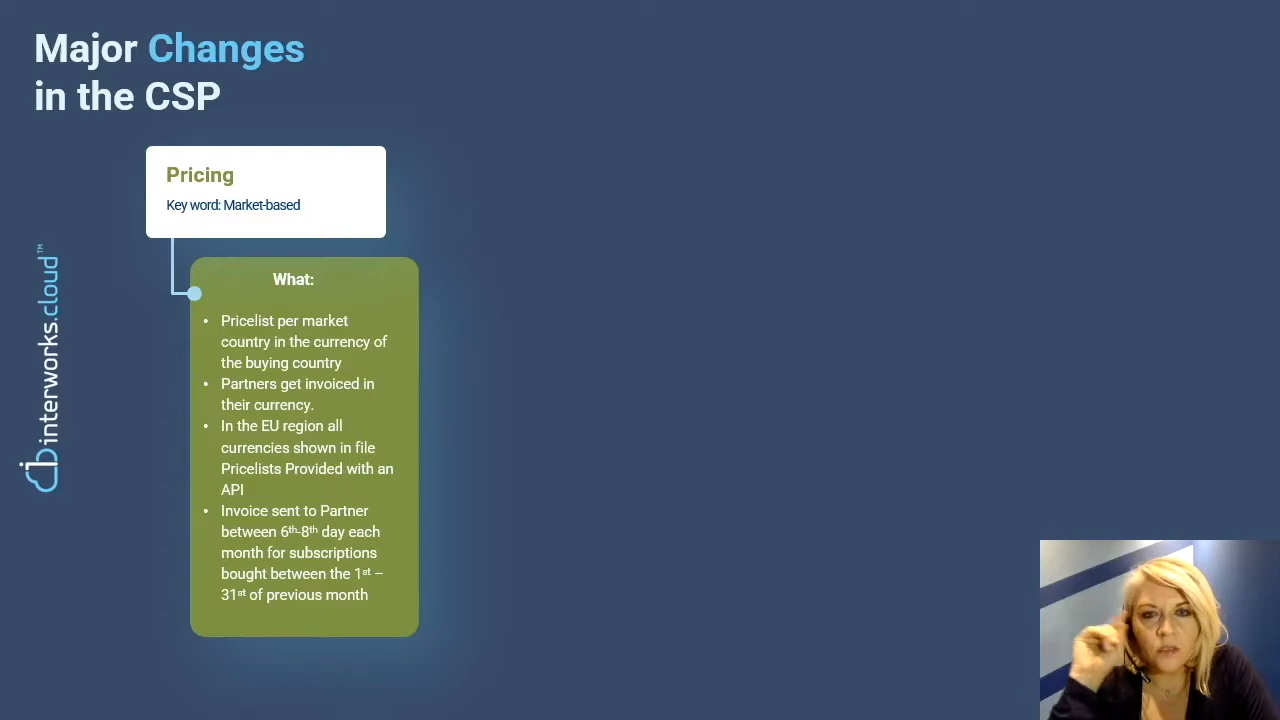 Major Changes
in the CSP
Pricing
Key word: Market-based
What:
• Pricelist per market
country in the currency of
the buying country
• Partners get invoiced in
their currency.
• In the EU region all
currencies shown in file
Pricelists Provided with an
API
• Invoice sent to Partner
between 6th-8th day each
month for subscriptions
bought between the 1st –
31st of previous month
interworks.cloud™